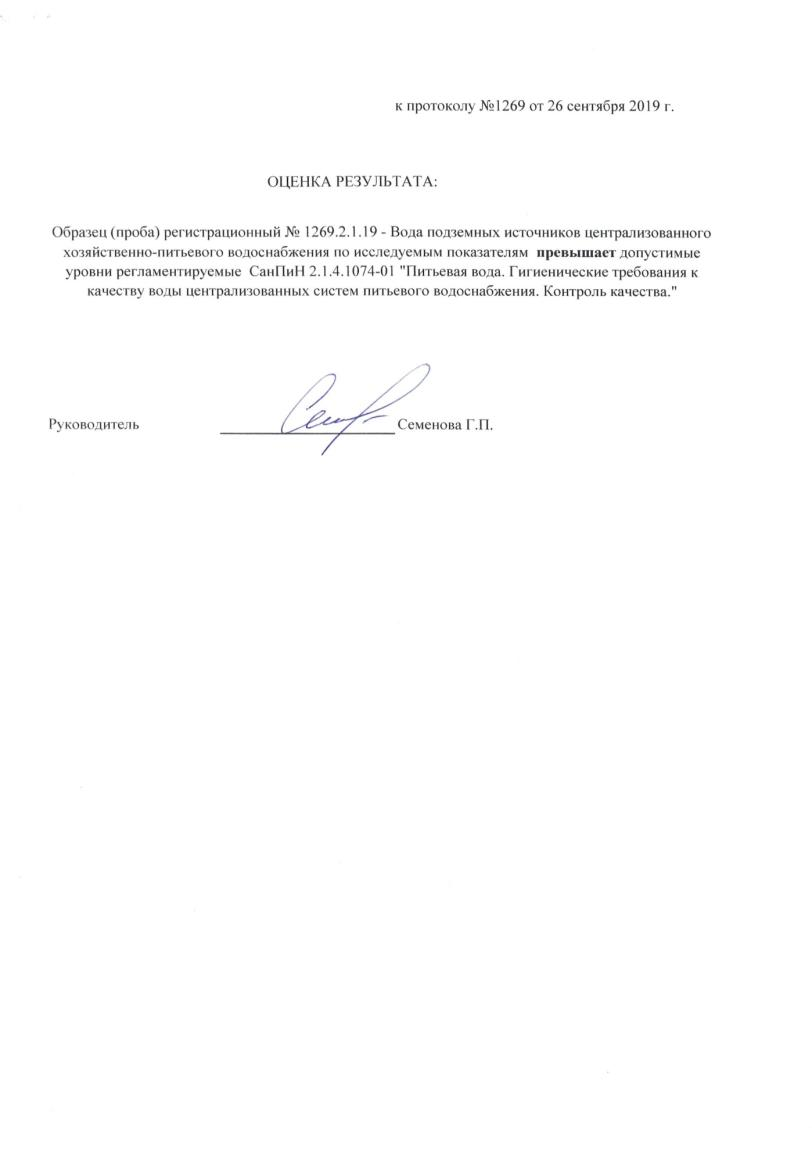 к протоколу №1269 от 26 сентября 2019 г.
ОЦЕНКА РЕЗУЛЬТАТА:
Образец (проба) регистрационный № 1269.2.1.19 - Вода подземных источников централизованного
хозяйственно-питьевого водоснабжения по исследуемым показателям превышает допустимые
уровни регламентируемые СанПиН 2.1.4.1074-01 "Питьевая вода. Гигиенические требования к
качеству воды централизованных систем питьевого водоснабжения. Контроль качества."
Руководитель Семенова Г.П.